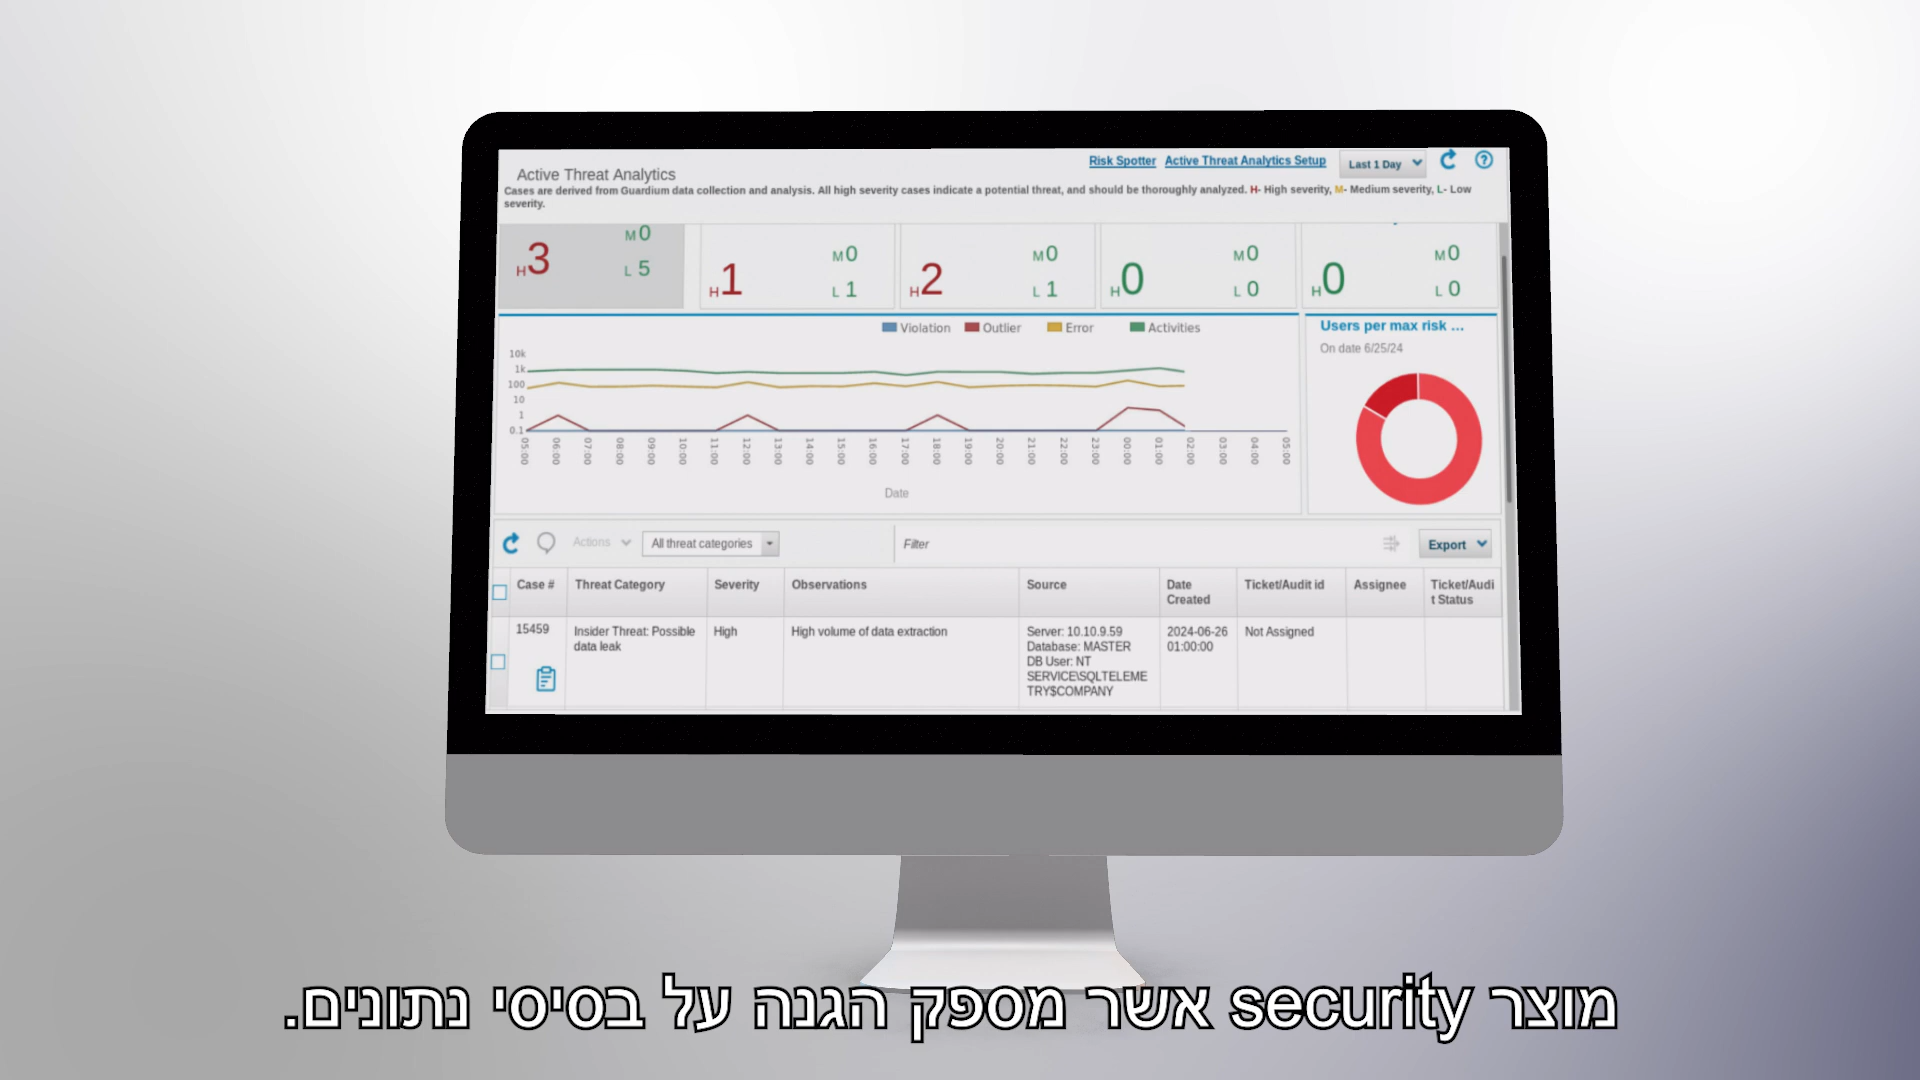 Active Threat Analytics
Risk Spotter Active Threat Analytics Setup Last 1 Day
Cases are derived from Guardium data collection and analysis. All high severity cases indicate a potential threat, and should be thoroughly analyzed. H- High severity, M- Medium severity, L- Low
severity.
H3 M0 L 5
H1 M0 L 1
H2 M0 L 1
H0 M0 L 0
H0 M0 L 0
Violation Outlier Error Activities
10k
1k
100
10
1
0.1
05:00 06:00 07:00 08:00 09:00 10:00 11:00 12:00 13:00 14:00 15:00 16:00 17:00 18:00 19:00 20:00 21:00 22:00 23:00 00:00 01:00 02:00 03:00 04:00 05:00
Date
Users per max risk ...
On date 6/25/24
Actions All threat categories Filter Export
Case # Threat Category Severity Observations Source Date Created Ticket/Audit id Assignee Ticket/Audi t Status
15459
Insider Threat: Possible
data leak
High
High volume of data extraction
Server: 10.10.9.59
Database: MASTER
DB User: NT
SERVICE\SQLTELEME
TRY$COMPANY
2024-06-26
01:00:00
Not Assigned
מוצר security אשר מספק הגנה על בסיסי נתונים.